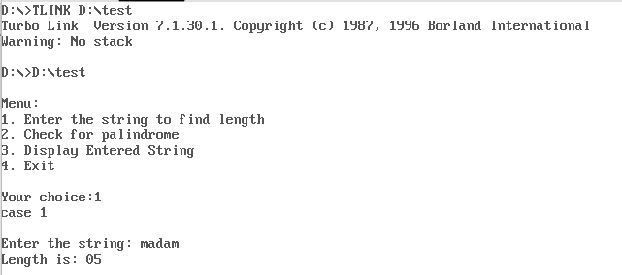 D:\>TLINK D:\test
Turbo Link  Version 7.1.30.1. Copyright (c) 1987, 1996 Borland International
Warning: No stack
D:\>D:\test
Menu:
1. Enter the string to find length
2. Check for palindrome
3. Display Entered String
4. Exit
Your choice:1
case 1
Enter the string: madam
Length is: 05